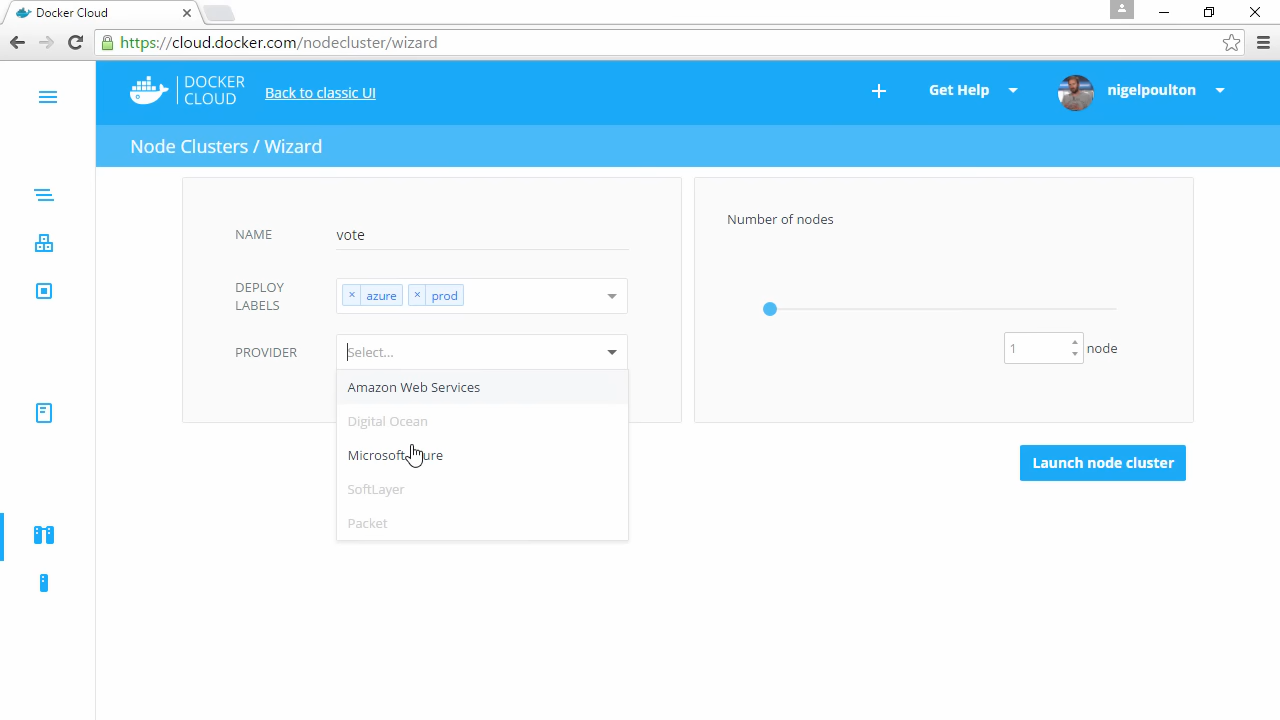 Docker Cloud
https://cloud.docker.com/nodecluster/wizard
DOCKER
CLOUD
Back to classic UI
Get Help
nigelpoulton
Node Clusters / Wizard
NAME
vote
DEPLOY
LABELS
× azure
× prod
PROVIDER
Select...
Amazon Web Services
Digital Ocean
Microsoft Azure
SoftLayer
Packet
Number of nodes
1
node
Launch node cluster